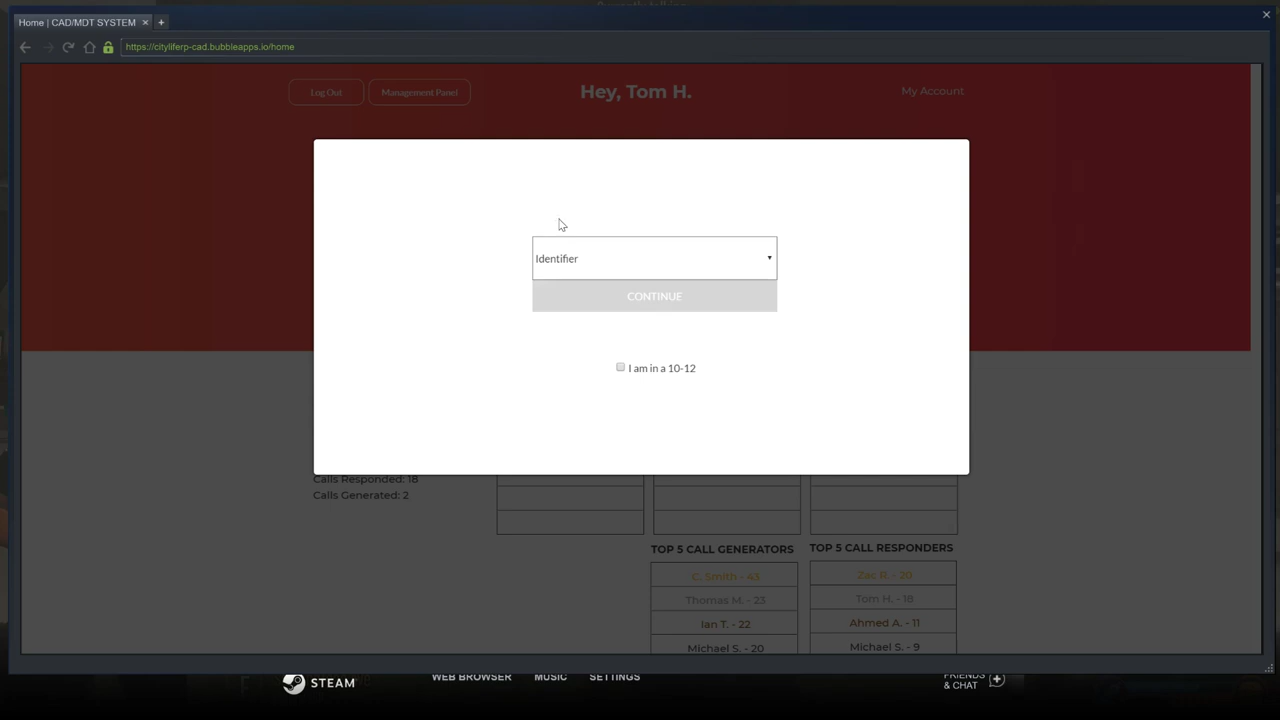 Currently talking
Home | CAD/MDT SYSTEM
https://cityliferp-cad.bubbleapps.io/home
Log Out
Management Panel
Hey, Tom H.
My Account
Identifier
CONTINUE
I am in a 10-12
Calls Responded: 18
Calls Generated: 2
TOP 5 CALL GENERATORS
C. Smith - 43
Thomas M. - 23
Ian T. - 22
Michael S. - 20
TOP 5 CALL RESPONDERS
Zac R. - 20
Tom H. - 18
Ahmed A. - 11
Michael S. - 9
STEAM
WEB BROWSER
MUSIC
SETTINGS
FRIENDS
& CHAT